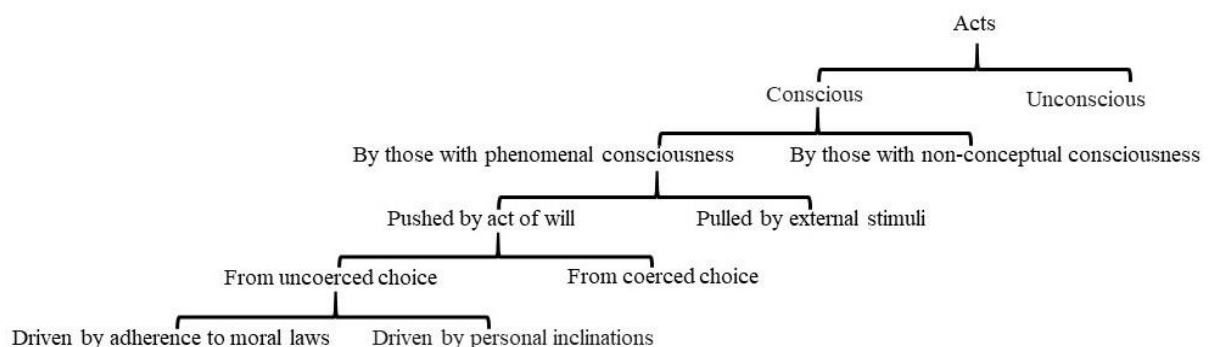 Acts
Conscious
Unconscious
By those with phenomenal consciousness
By those with non-conceptual consciousness
Pushed by act of will
Pulled by external stimuli
From uncoerced choice
From coerced choice
Driven by adherence to moral laws
Driven by personal inclinations